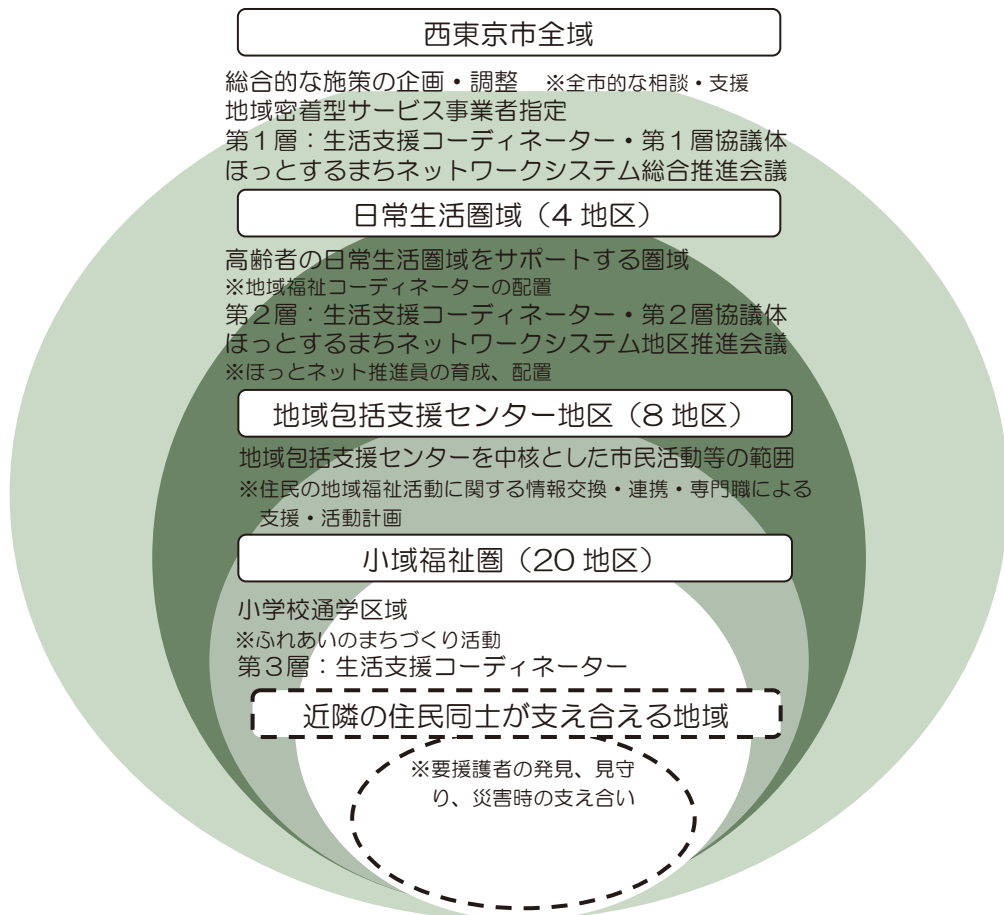 西東京市全域
総合的な施策の企画・調整　※全市的な相談・支援
地域密着型サービス事業者指定
第1層：生活支援コーディネーター・第1層協議体
ほっとするまちネットワークシステム総合推進会議
日常生活圏域（4 地区）
高齢者の日常生活圏域をサポートする圏域
※地域福祉コーディネーターの配置
第2層：生活支援コーディネーター・第2層協議体
ほっとするまちネットワークシステム地区推進会議
※ほっとネット推進員の育成、配置
地域包括支援センター地区（8 地区）
地域包括支援センターを中核とした市民活動等の範囲
※住民の地域福祉活動に関する情報交換・連携・専門職による
支援・活動計画
小域福祉圏（20 地区）
小学校通学区域
※ふれあいのまちづくり活動
第3層：生活支援コーディネーター
近隣の住民同士が支え合える地域
※要援護者の発見、見守
り、災害時の支え合い